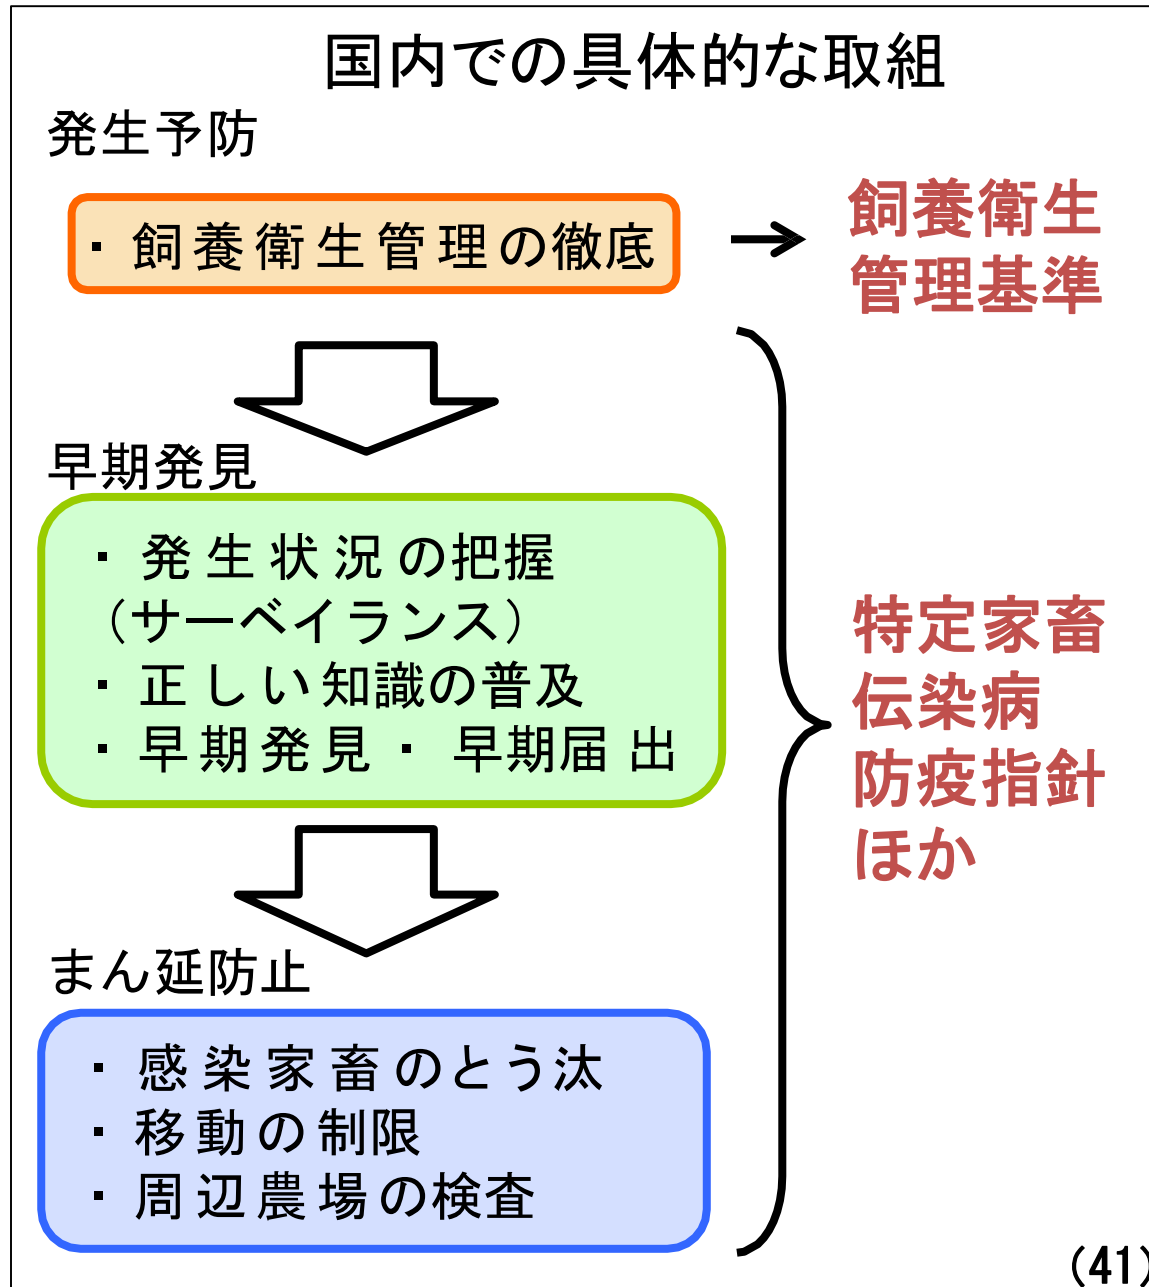 国内での具体的な取組
発生予防
・飼養衛生管理の徹底
飼養衛生
管理基準
早期発見
・発生状況の把握
（サーベイランス）
・正しい知識の普及
・早期発見・早期届出
特定家畜
伝染病
防疫指針
ほか
まん延防止
・感染家畜のとう汰
・移動の制限
・周辺農場の検査
(41)